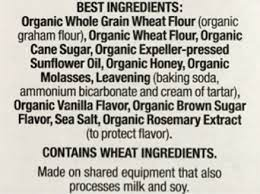 BEST INGREDIENTS:
Organic Whole Grain Wheat Flour (organic
graham flour), Organic Wheat Flour, Organic
Cane Sugar, Organic Expeller-pressed
Sunflower Oil, Organic Honey, Organic
Molasses, Leavening (baking soda,
ammonium bicarbonate and cream of tartar),
Organic Vanilla Flavor, Organic Brown Sugar
Flavor, Sea Salt, Organic Rosemary Extract
(to protect flavor).
CONTAINS WHEAT INGREDIENTS.
Made on shared equipment that also
processes milk and soy.